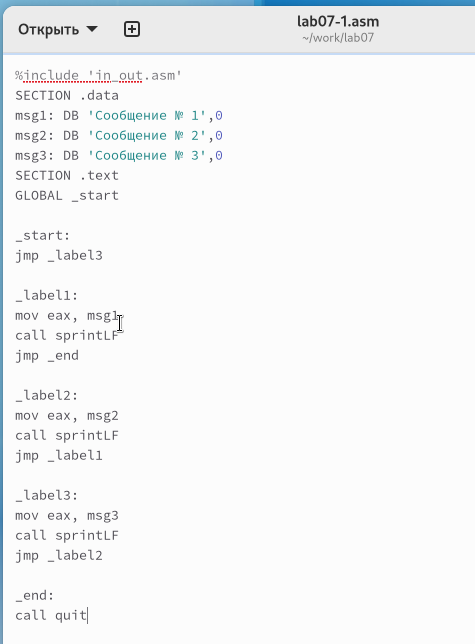 Открыть
lab07-1.asm
~/work/lab07
%include 'in_out.asm'
SECTION .data
msg1: DB 'Сообщение № 1',0
msg2: DB 'Сообщение № 2',0
msg3: DB 'Сообщение № 3',0
SECTION .text
GLOBAL _start
_start:
jmp _label3
_label1:
mov eax, msg1
call sprintLF
jmp _end
_label2:
mov eax, msg2
call sprintLF
jmp _label1
_label3:
mov eax, msg3
call sprintLF
jmp _label2
_end:
call quit